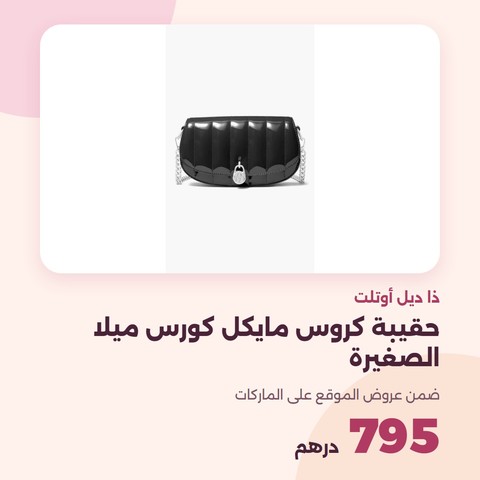 ذا ديل أوتلت
حقيبة كروس مايكل كورس ميلا
الصغيرة
ضمن عروض الموقع على الماركات
795 درهم